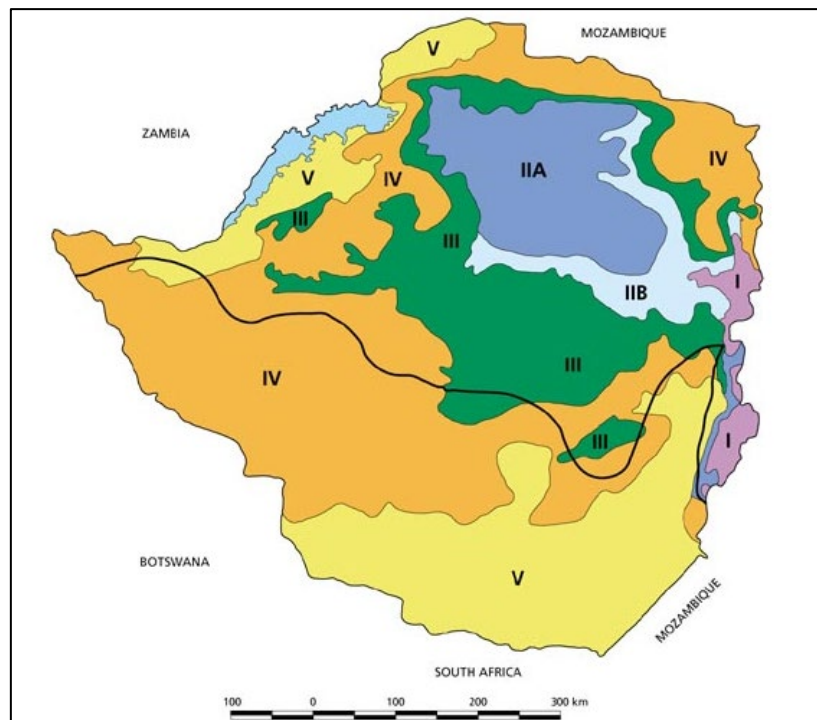 MOZAMBIQUE
V
ZAMBIA
IIA
IV
V
IV
III
III
I
IIB
III
IV
III
I
BOTSWANA
V
MOZAMBIQUE
SOUTH AFRICA
100 0 100 200 300 km